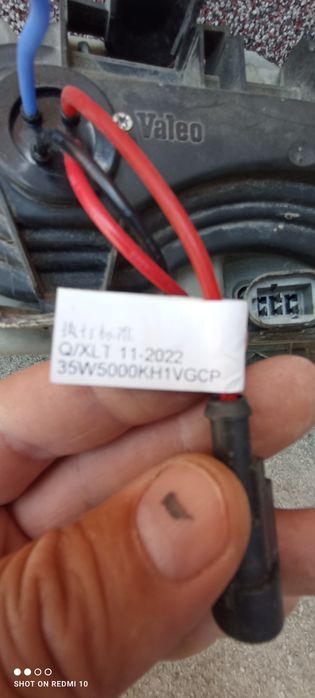 Valeo
执行标准
Q/XLT 11-2022
35W5000KH1VGCP
SHOT ON REDMI 10